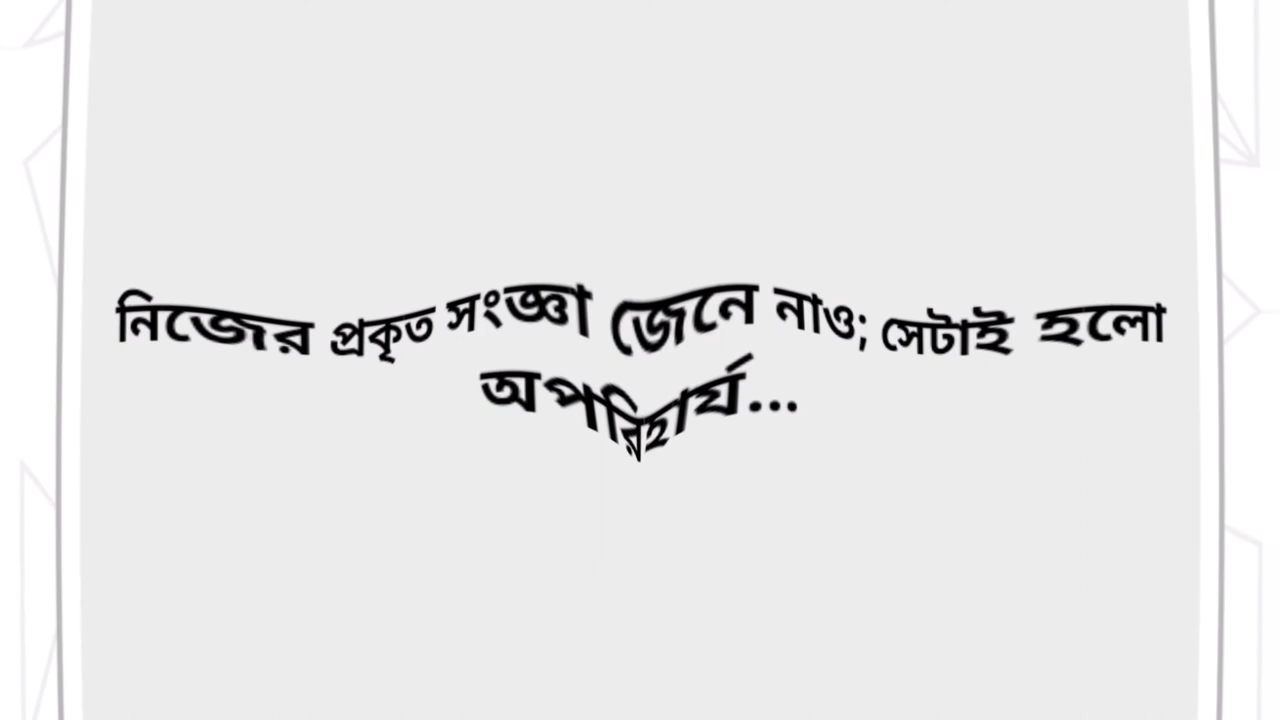 নিজের প্রকৃত সংজ্ঞা জেনে নাও; সেটাই হলো
অপরিহার্য...